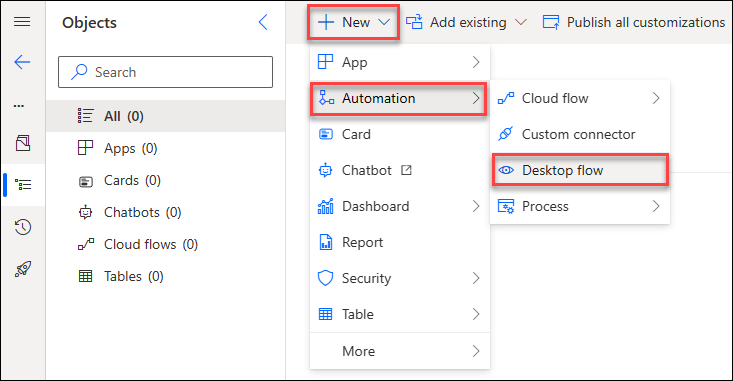 Objects
Search
All (0)
Apps (0)
Cards (0)
Chatbots (0)
Cloud flows (0)
Tables (0)
New
Add existing
Publish all customizations
App
Automation
Card
Chatbot
Dashboard
Report
Security
Table
More
Cloud flow
Custom connector
Desktop flow
Process